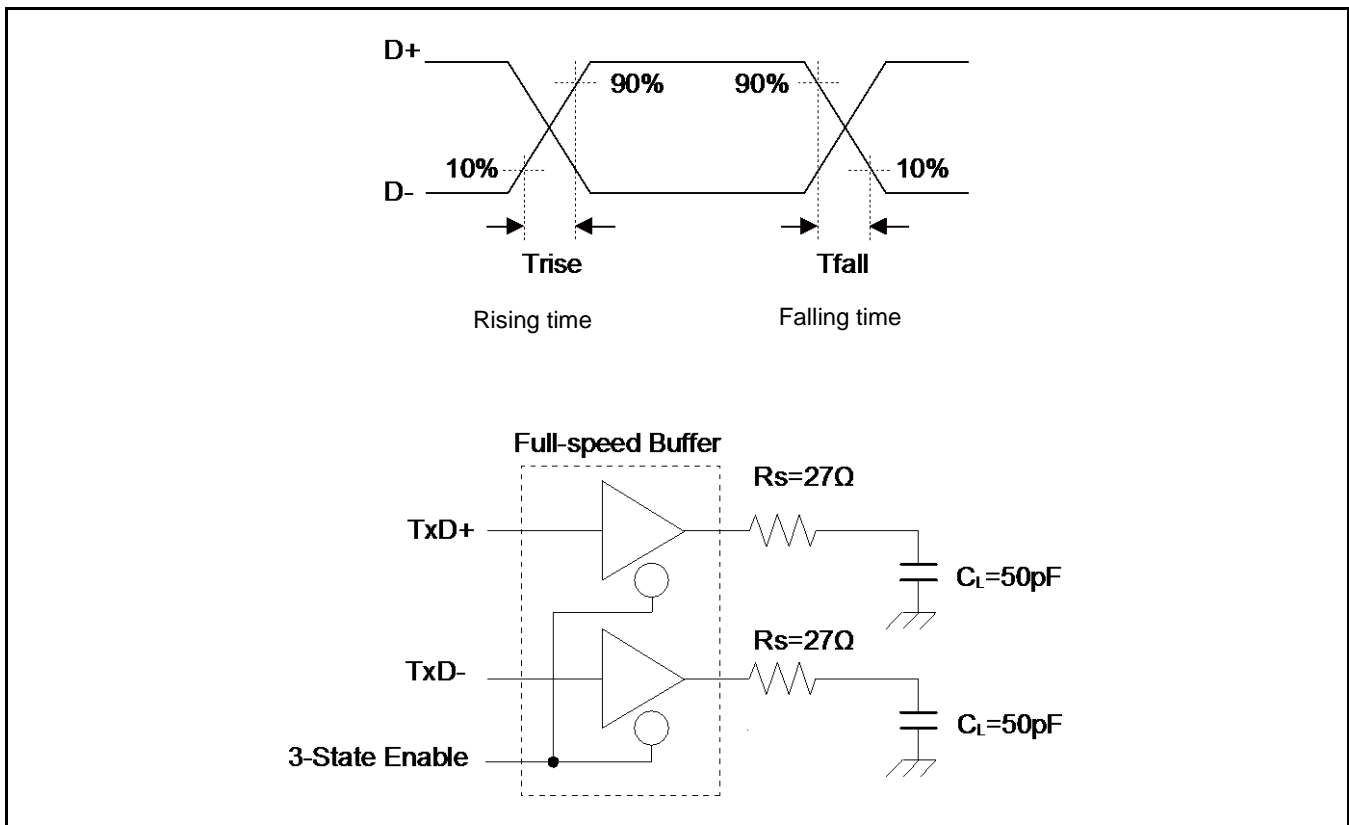 D+
90% 90%
10% 10%
D-
Trise Tfall
Rising time Falling time
Full-speed Buffer
Rs=27Ω
TxD+
CL=50pF
Rs=27Ω
TxD-
CL=50pF
3-State Enable